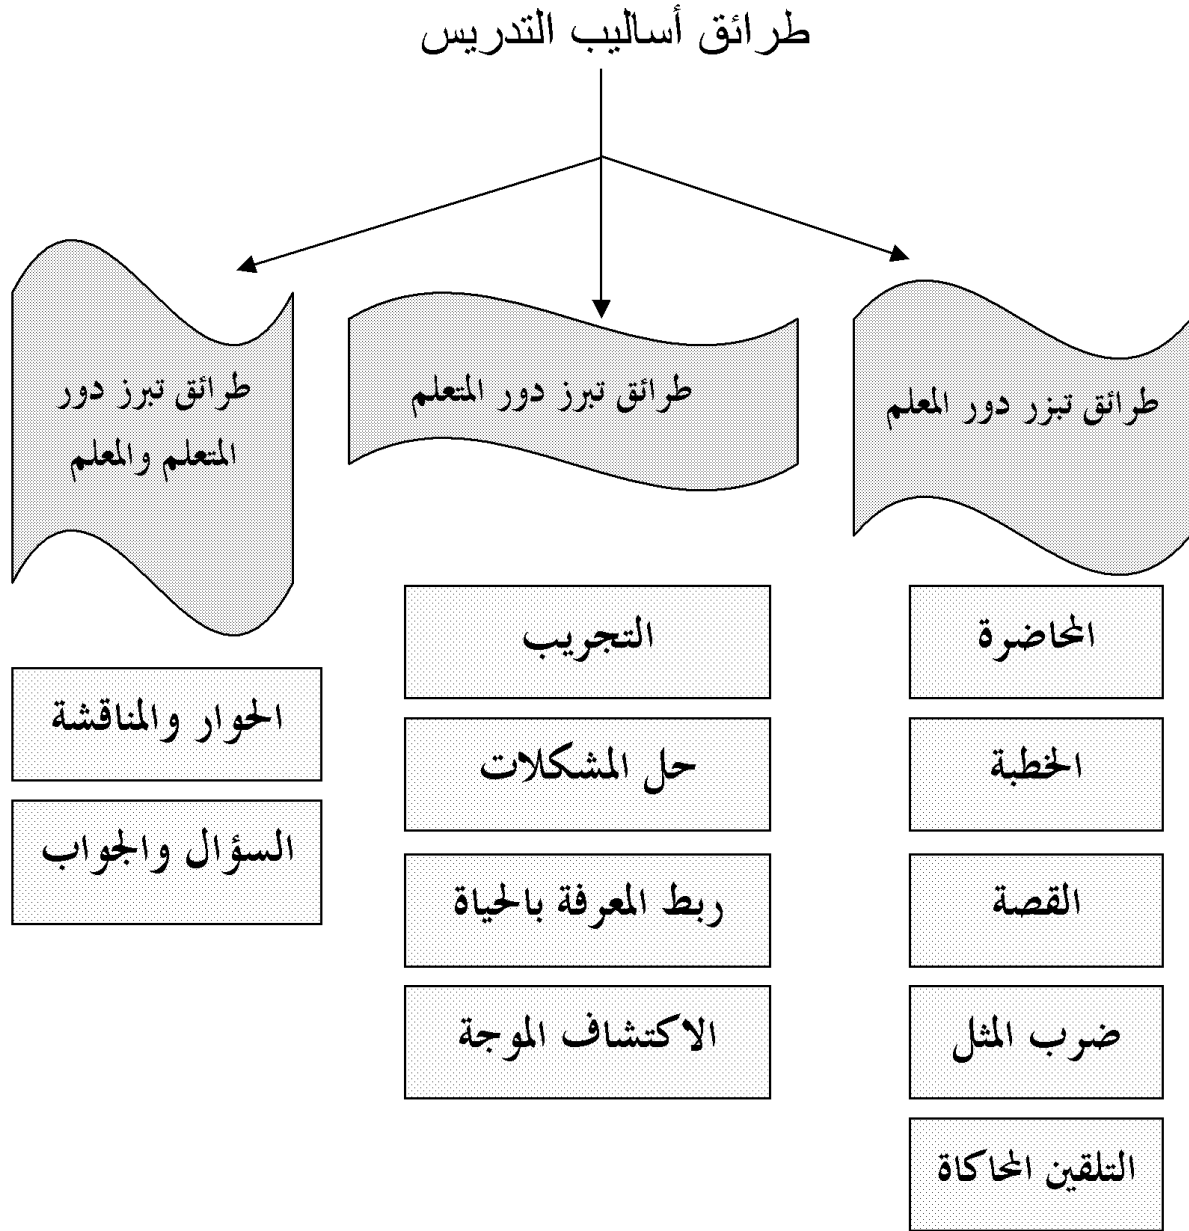 طرائق أساليب التدريس
طرائق تبزر دور المعلم
المحاضرة
الخطبة
القصة
ضرب المثل
التلقين المحاكاة
طرائق تبرز دور المتعلم
التجريب
حل المشكلات
ربط المعرفة بالحياة
الاكتشاف الموجة
طرائق تبرز دور
المتعلم والمعلم
الحوار والمناقشة
السؤال والجواب